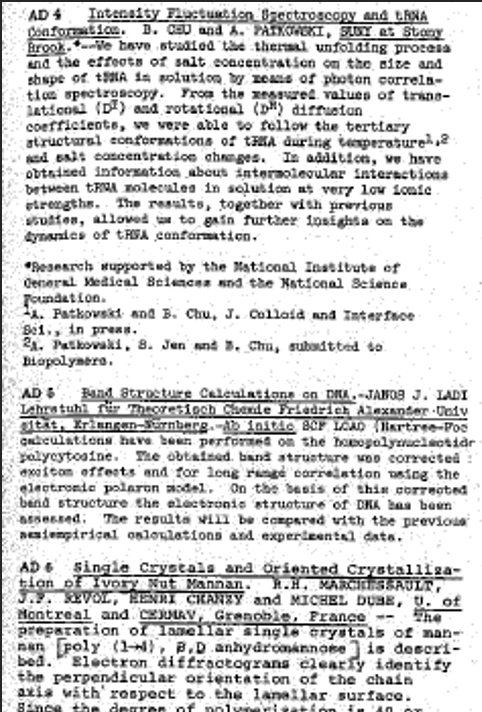 AD 4 Intensity Fluctuation Spectroscopy and tRNA
Conformation. B. CHU and A. PATKOWSKI, SUNY at Stony
Brook.*--We have studied the thermal unfolding process
and the effects of salt concentration on the size and
shape of tRNA in solution by means of photon correla-
tion spectroscopy. From the measured values of trans-
lational (D) and rotational (D) diffusion
coefficients, we were able to follow the tertiary
structural conformations of tRNA during temperature1,2
and salt concentration changes. In addition, we have
obtained information about intermolecular interactions
between tRNA molecules in solution at very low ionic
strengths. The results, together with previous
studies, allowed us to gain further insights on the
dynamics of tRNA conformation.
*Research supported by the National Institute of
General Medical Sciences and the National Science
Foundation.
1A. Patkowski and B. Chu, J. Colloid and Interface
Sci., in press.
2A. Patkowski, S. Jen and B. Chu, submitted to
Biopolymers.
AD 5 Band Structure Calculations on DNA.-JANOS J. LADI
Lehrstuhl für Theoretisch Chemie Friedrich Alexander Univ
sität, Erlangen-Nürnberg.-Ab initio SCF LCAO (Hartree-Foc
calculations have been performed on the homopolynucleotid
polycytosine. The obtained band structure was corrected
exciton effects and for long range correlation using the
electronic polaron model. On the basis of this corrected
band structure the electronic structure of DNA has been
assessed. The results will be compared with the previous
semiempirical calculations and experimental data.
AD 6 Single Crystals and Oriented Crystalliza-
tion of Ivory Nut Mannan. R.H. MARCHESSAULT,
J.F. REVOL, HENRI CHANZY and MICHEL DUBE, U. of
Montreal and CERMAV, Grenoble, France -- The
preparation of lamellar single crystals of man-
nan [poly (1→4), β,D anhydromannose] is descri-
bed. Electron diffractograms clearly identify
the perpendicular orientation of the chain
axis with respect to the lamellar surface.
Since the degree of polymerization is 40 or